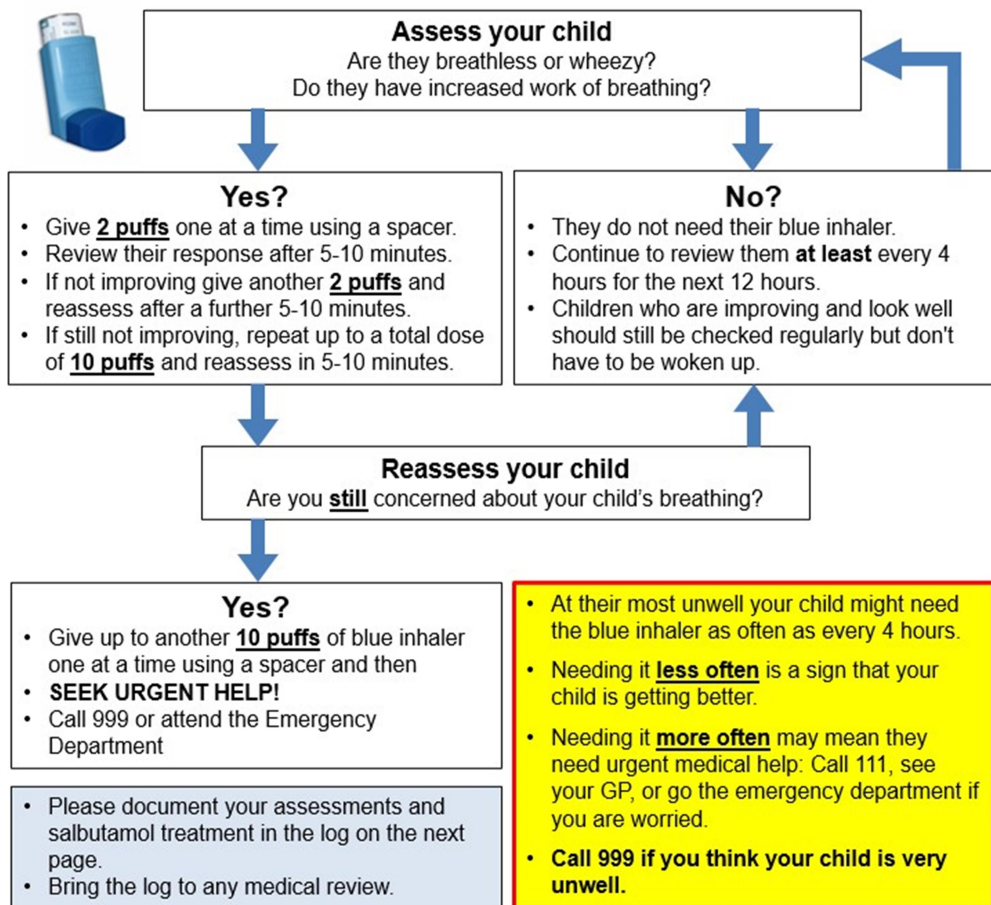 Assess your child
Are they breathless or wheezy?
Do they have increased work of breathing?
Yes?
• Give 2 puffs one at a time using a spacer.
• Review their response after 5-10 minutes.
• If not improving give another 2 puffs and
reassess after a further 5-10 minutes.
• If still not improving, repeat up to a total dose
of 10 puffs and reassess in 5-10 minutes.
No?
• They do not need their blue inhaler.
• Continue to review them at least every 4
hours for the next 12 hours.
• Children who are improving and look well
should still be checked regularly but don't
have to be woken up.
Reassess your child
Are you still concerned about your child's breathing?
Yes?
• Give up to another 10 puffs of blue inhaler
one at a time using a spacer and then
• SEEK URGENT HELP!
• Call 999 or attend the Emergency
Department
• Please document your assessments and
salbutamol treatment in the log on the next
page.
• Bring the log to any medical review.
• At their most unwell your child might need
the blue inhaler as often as every 4 hours.
• Needing it less often is a sign that your
child is getting better.
• Needing it more often may mean they
need urgent medical help: Call 111, see
your GP, or go the emergency department if
you are worried.
• Call 999 if you think your child is very
unwell.